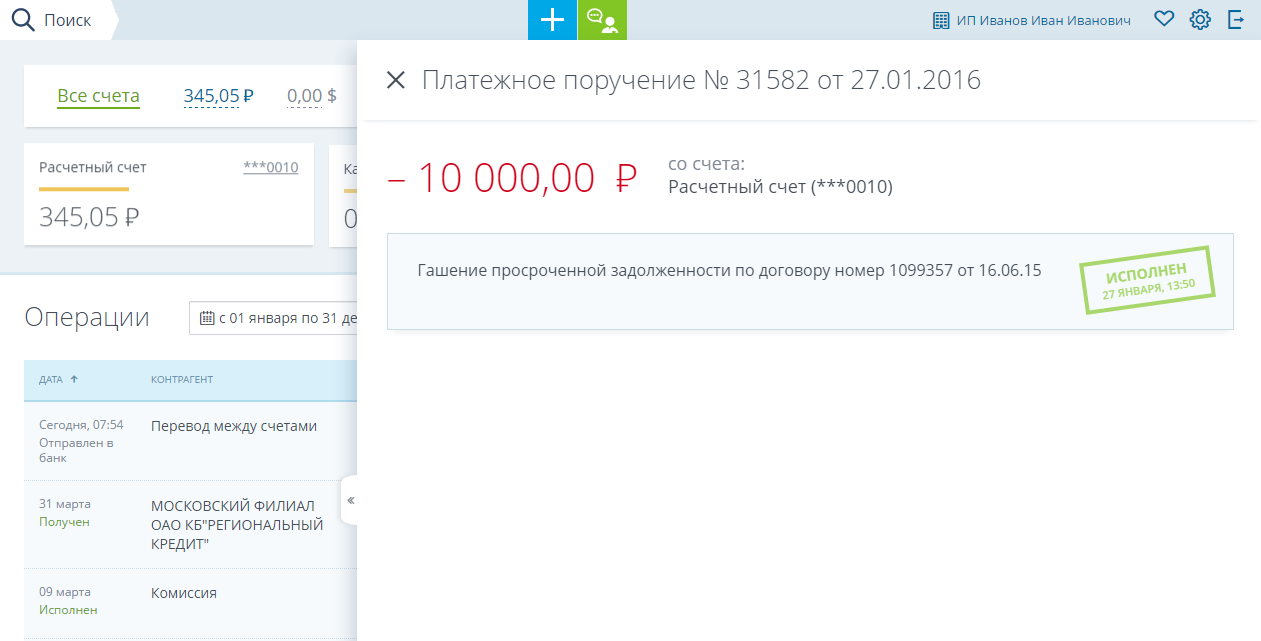 Поиск
ИП Иванов Иван Иванович
Все счета 345,05 ₽ 0,00 $
Расчетный счет ***0010
345,05 ₽
Ка
0
Операции
с 01 января по 31 де
ДАТА КОНТРАГЕНТ
Сегодня, 07:54
Отправлен в
банк
Перевод между счетами
31 марта
Получен
МОСКОВСКИЙ ФИЛИАЛ
ОАО КБ"РЕГИОНАЛЬНЫЙ
КРЕДИТ"
09 марта
Исполнен
Комиссия
«
Платежное поручение № 31582 от 27.01.2016
– 10 000,00 ₽
со счета:
Расчетный счет (***0010)
Гашение просроченной задолженности по договору номер 1099357 от 16.06.15
ИСПОЛНЕН
27 ЯНВАРЯ, 13:50